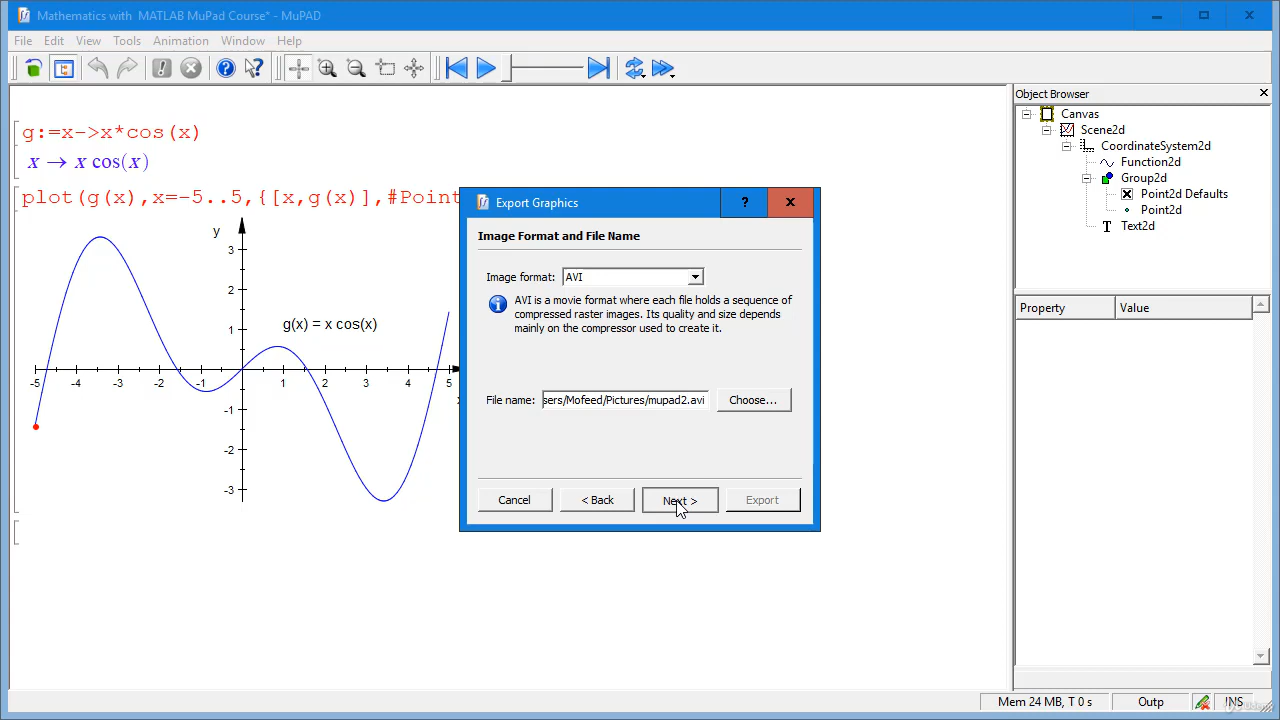 Mathematics with MATLAB MuPad Course* - MuPAD
File Edit View Tools Animation Window Help
g:=x->x*cos(x)
x → x cos(x)
plot(g(x),x=-5..5,{[x,g(x)],#Point
y
3
2
1
-1
-2
-3
g(x) = x cos(x)
-5 -4 -3 -2 -1 0 1 2 3 4 5
Export Graphics
Image Format and File Name
Image format: AVI
AVI is a movie format where each file holds a sequence of
compressed raster images. Its quality and size depends
mainly on the compressor used to create it.
File name: sers/Mofeed/Pictures/mupad2.avi Choose...
Cancel < Back Next > Export
Object Browser
Canvas
Scene2d
CoordinateSystem2d
Function2d
Group2d
Point2d Defaults
Point2d
Text2d
Property Value
Mem 24 MB, T 0 s Outp INS